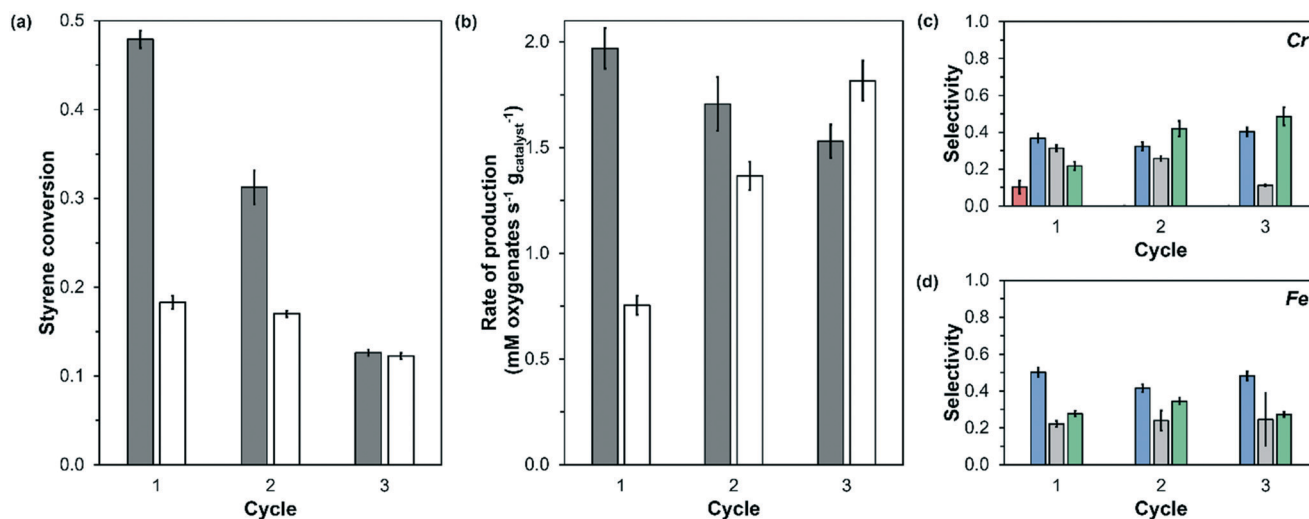 (a)
Styrene conversion
0.5
0.4
0.3
0.2
0.1
0.0
1 2 3
Cycle
(b)
Rate of production
(mM oxygenates s⁻¹ g_catalyst⁻¹)
2.0
1.5
1.0
0.5
0.0
1 2 3
Cycle
(c)
Cr
Selectivity
1.0
0.8
0.6
0.4
0.2
0.0
1 2 3
Cycle
(d)
Fe
Selectivity
1.0
0.8
0.6
0.4
0.2
0.0
1 2 3
Cycle